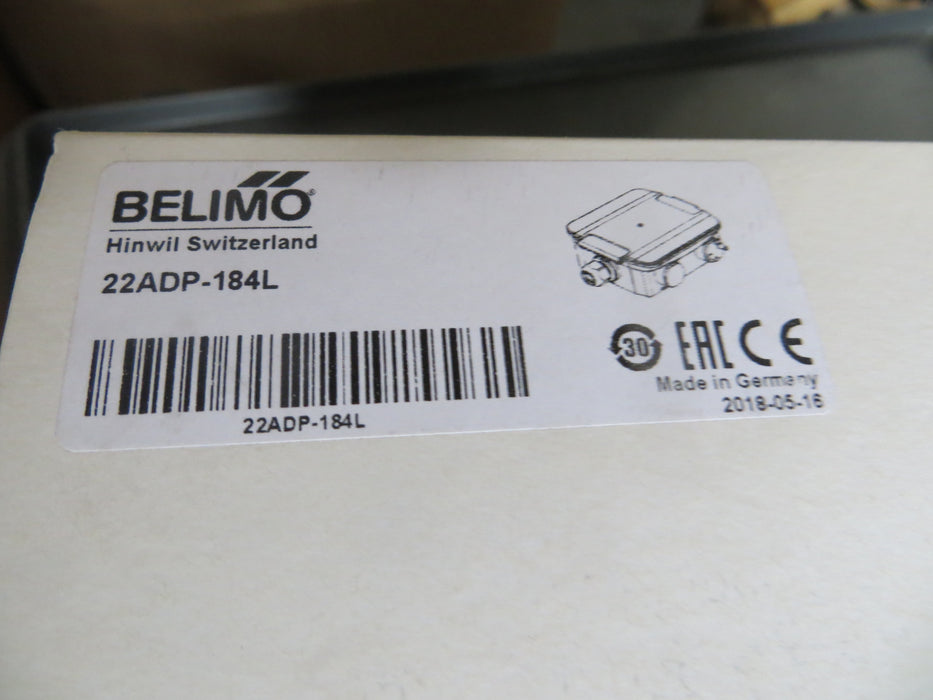 BELIMO®
Hinwil Switzerland
22ADP-184L
22ADP-184L
30 EAC CE
Made in Germany
2018-05-16